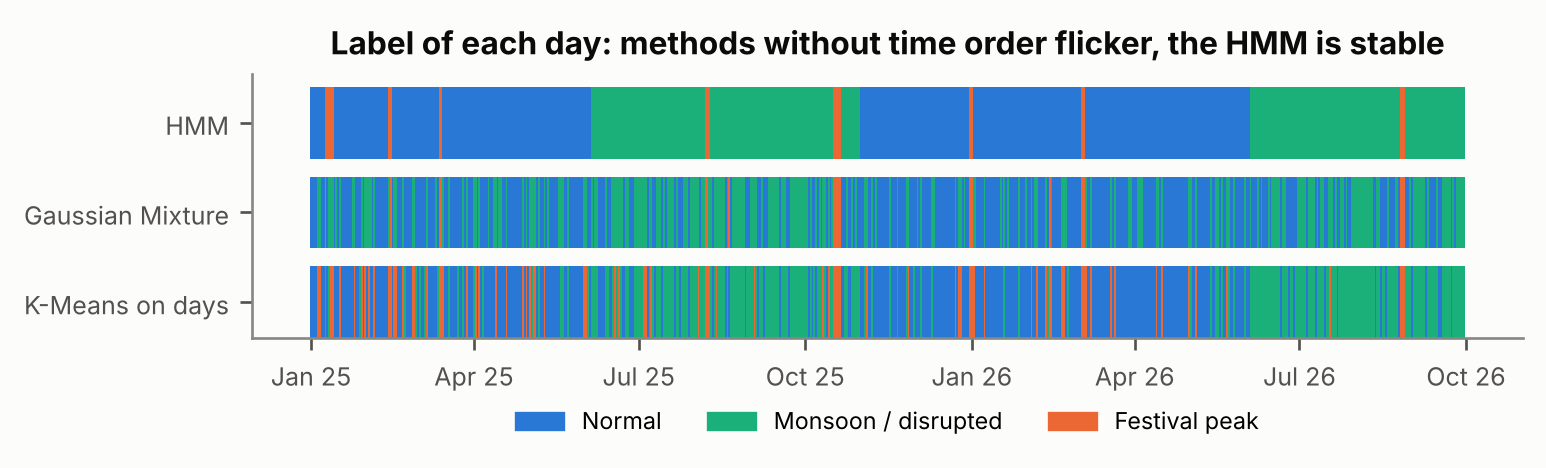 Label of each day: methods without time order flicker, the HMM is stable
HMM
Gaussian Mixture
K-Means on days
Jan 25 Apr 25 Jul 25 Oct 25 Jan 26 Apr 26 Jul 26 Oct 26
Normal Monsoon / disrupted Festival peak